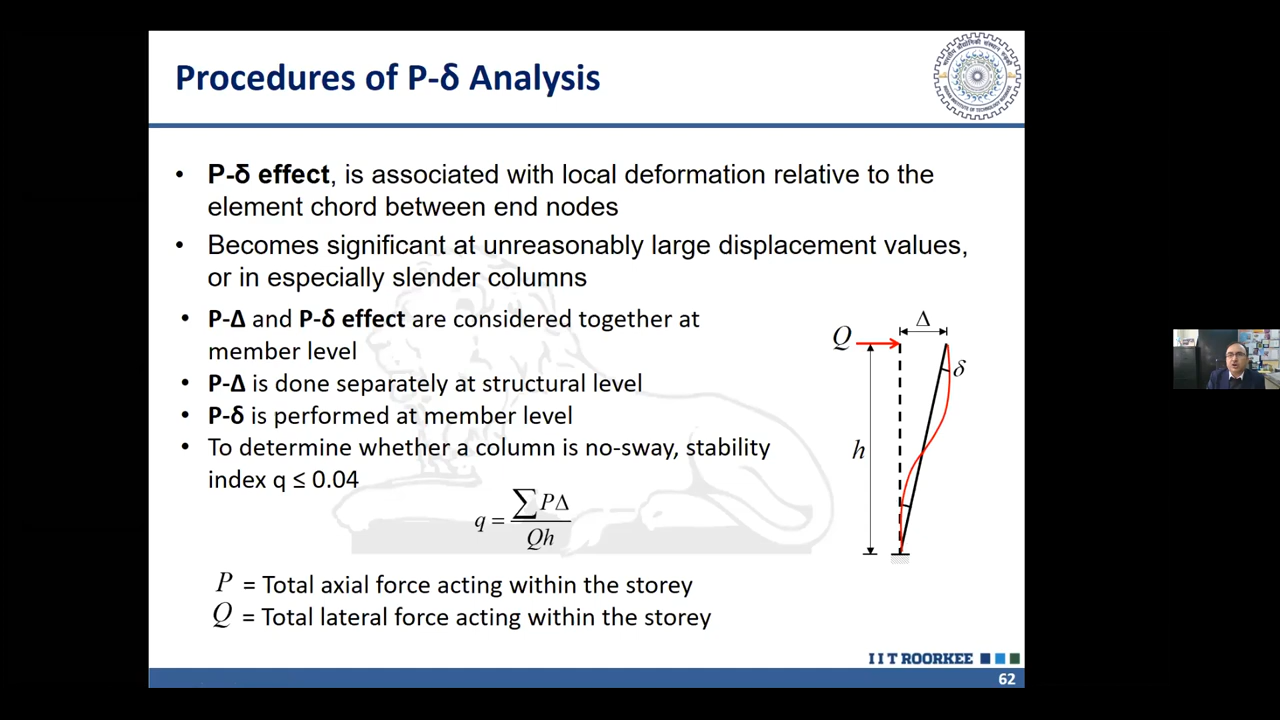 Procedures of P-δ Analysis
• P-δ effect, is associated with local deformation relative to the
element chord between end nodes
• Becomes significant at unreasonably large displacement values,
or in especially slender columns
• P-Δ and P-δ effect are considered together at
member level
• P-Δ is done separately at structural level
• P-δ is performed at member level
• To determine whether a column is no-sway, stability
index q ≤ 0.04
q = ∑PΔ / Qh
P = Total axial force acting within the storey
Q = Total lateral force acting within the storey
Δ
Q
δ
h
I I T ROORKEE
62